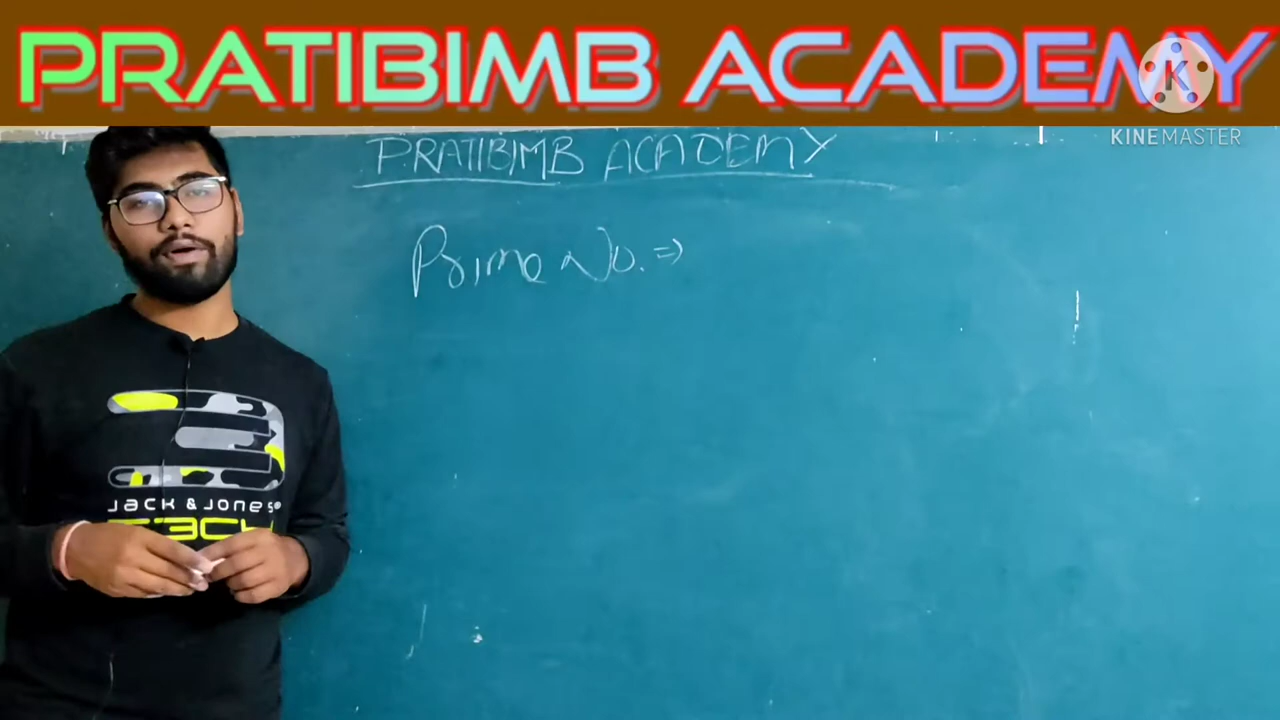 PRATIBIMB ACADEMY
KINEMASTER
PRATIBIMB ACADEMY
Prime No. ⇒
JACK & JONES®